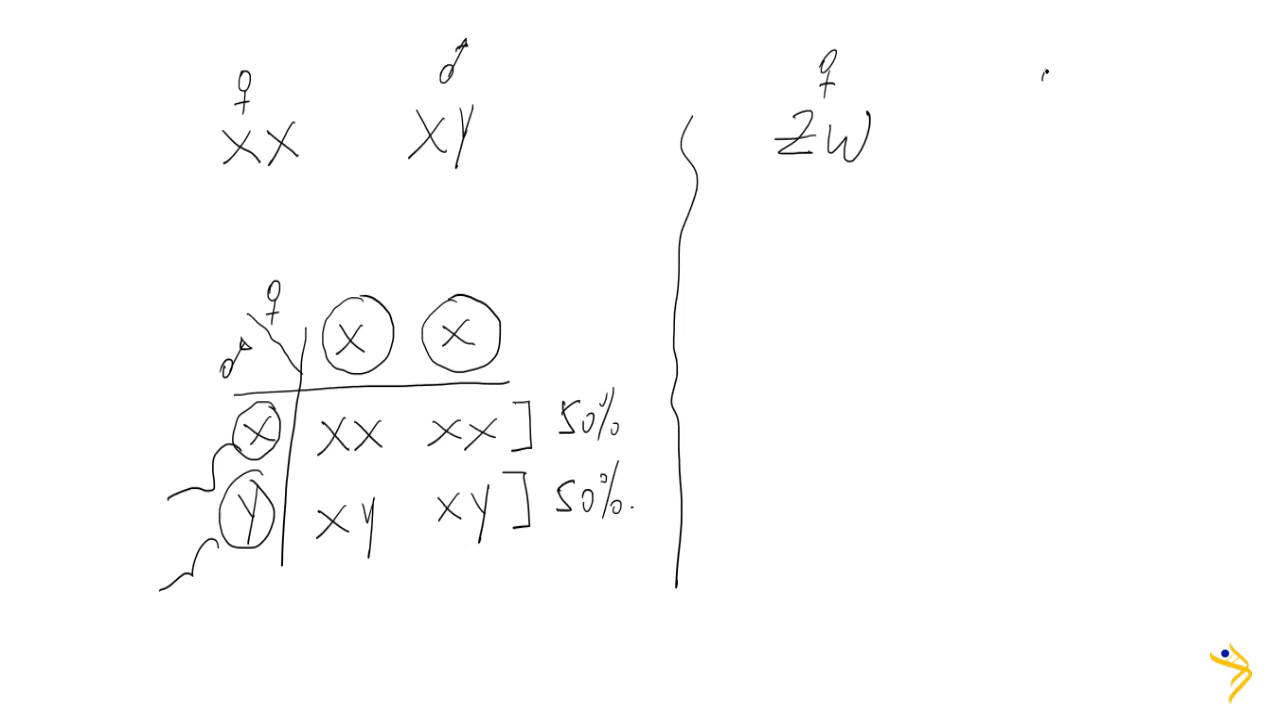 ♀ ♂
XX XY
♀
ZW
♀
♂ X X
X XX XX ] 50%
Y XY XY ] 50%.